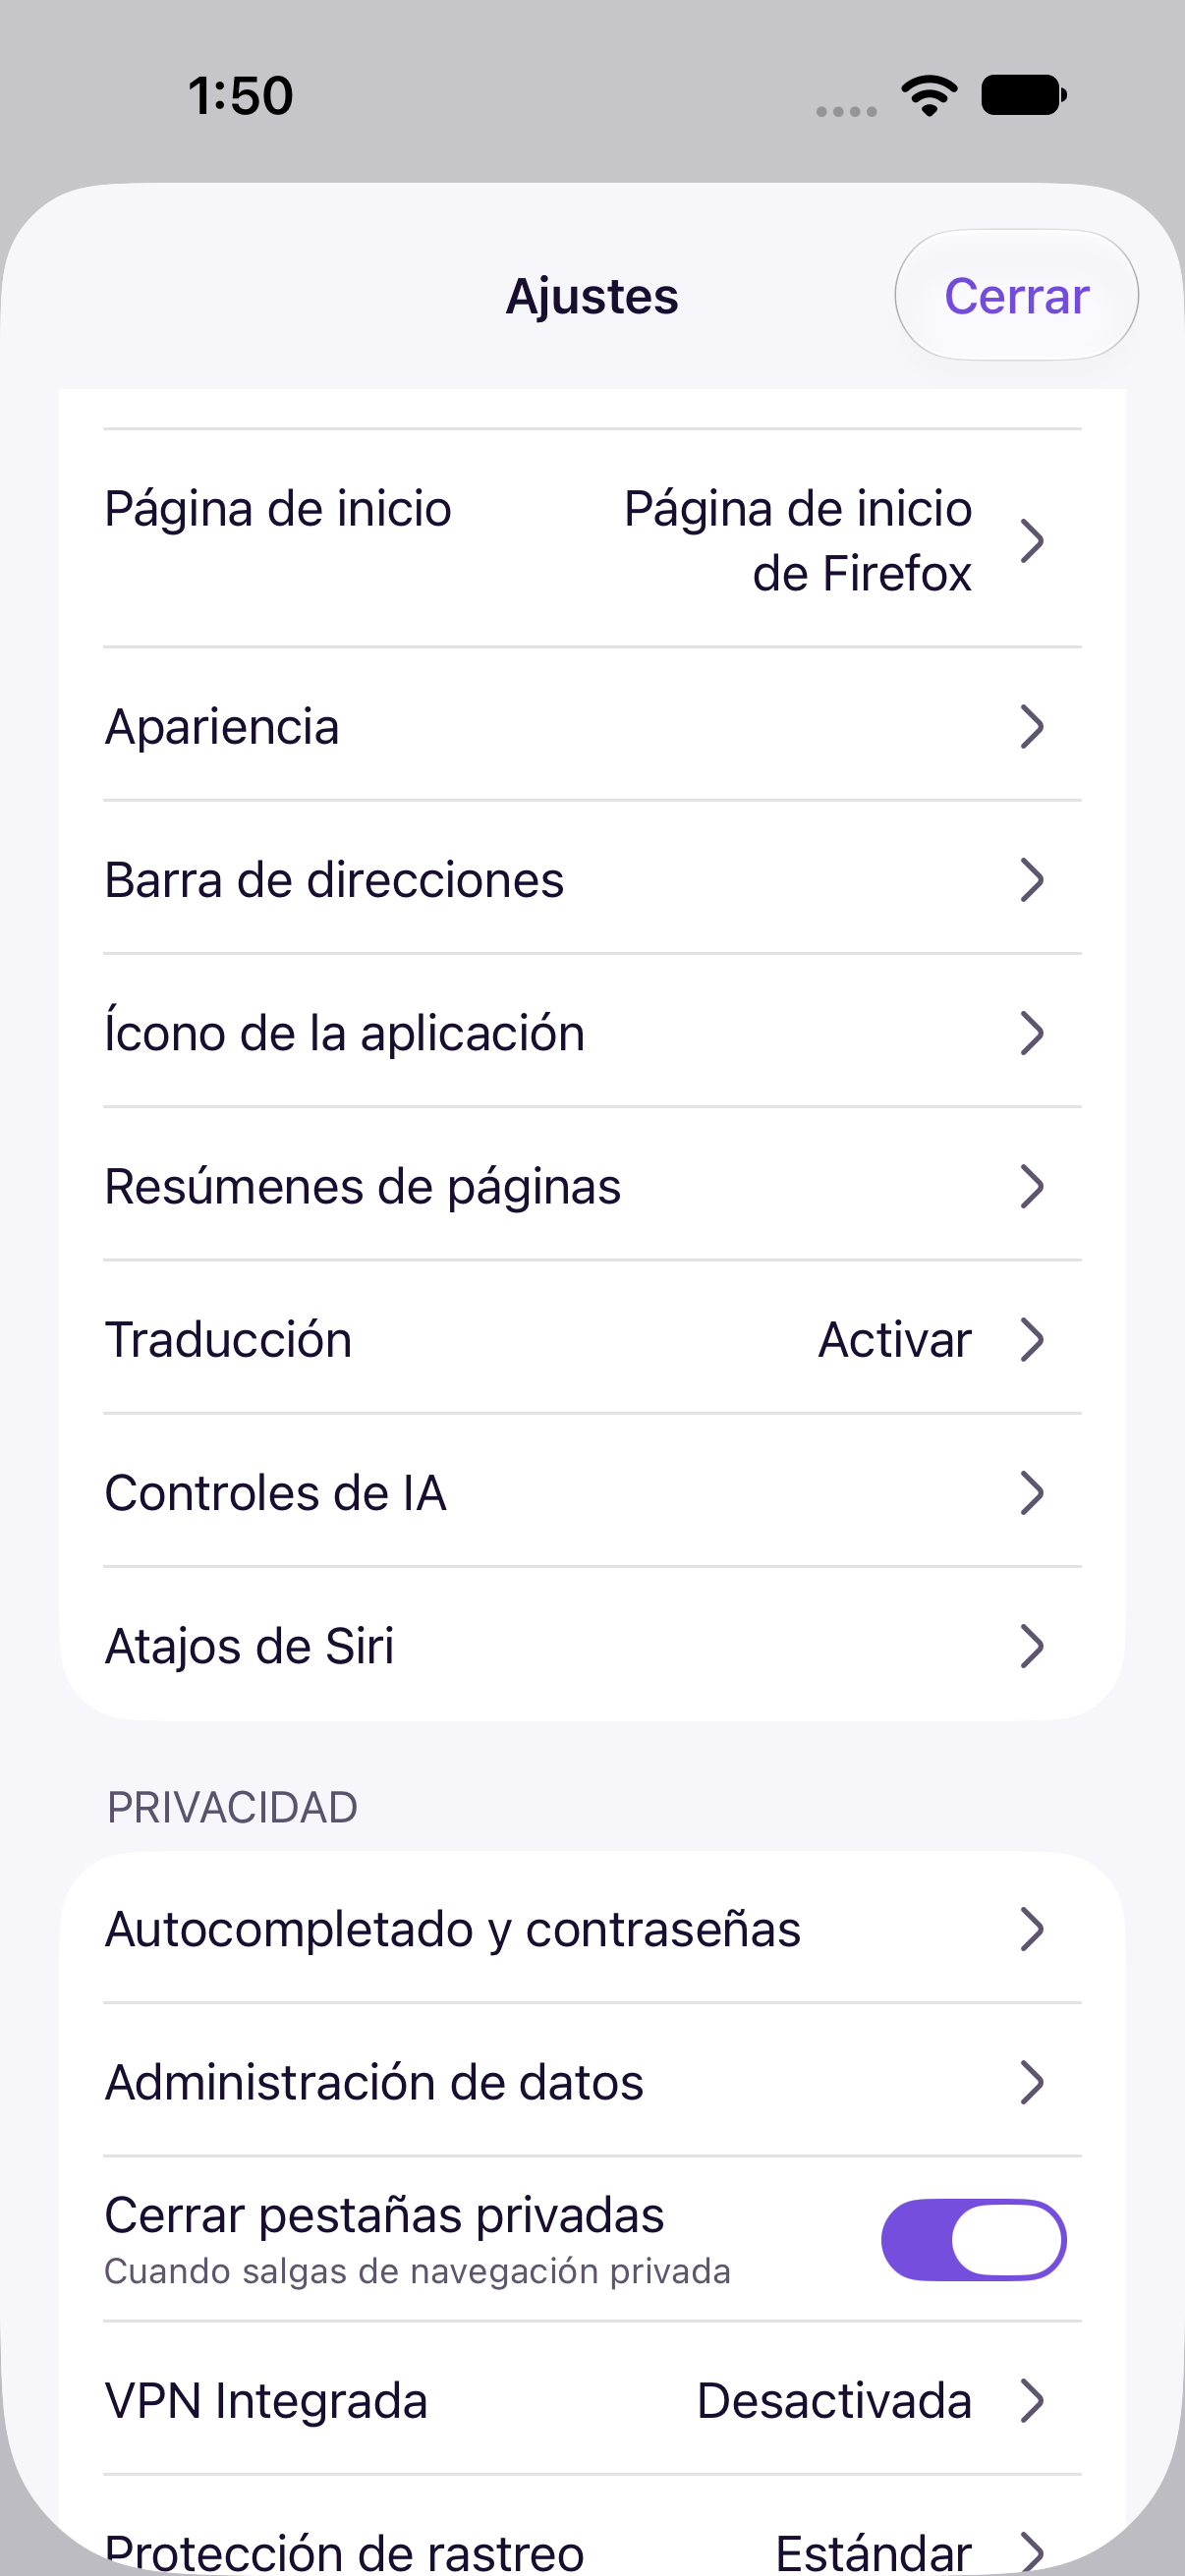 1:50
Ajustes
Cerrar
Página de inicio
Página de inicio
de Firefox
Apariencia
Barra de direcciones
Ícono de la aplicación
Resúmenes de páginas
Traducción
Activar
Controles de IA
Atajos de Siri
PRIVACIDAD
Autocompletado y contraseñas
Administración de datos
Cerrar pestañas privadas
Cuando salgas de navegación privada
VPN Integrada
Desactivada
Protección de rastreo
Estándar